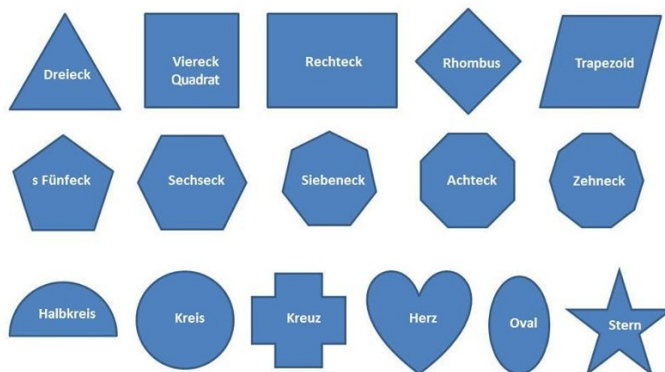 Dreieck
Viereck
Quadrat
Rechteck
Rhombus
Trapezoid
s Fünfeck
Sechseck
Siebeneck
Achteck
Zehneck
Halbkreis
Kreis
Kreuz
Herz
Oval
Stern